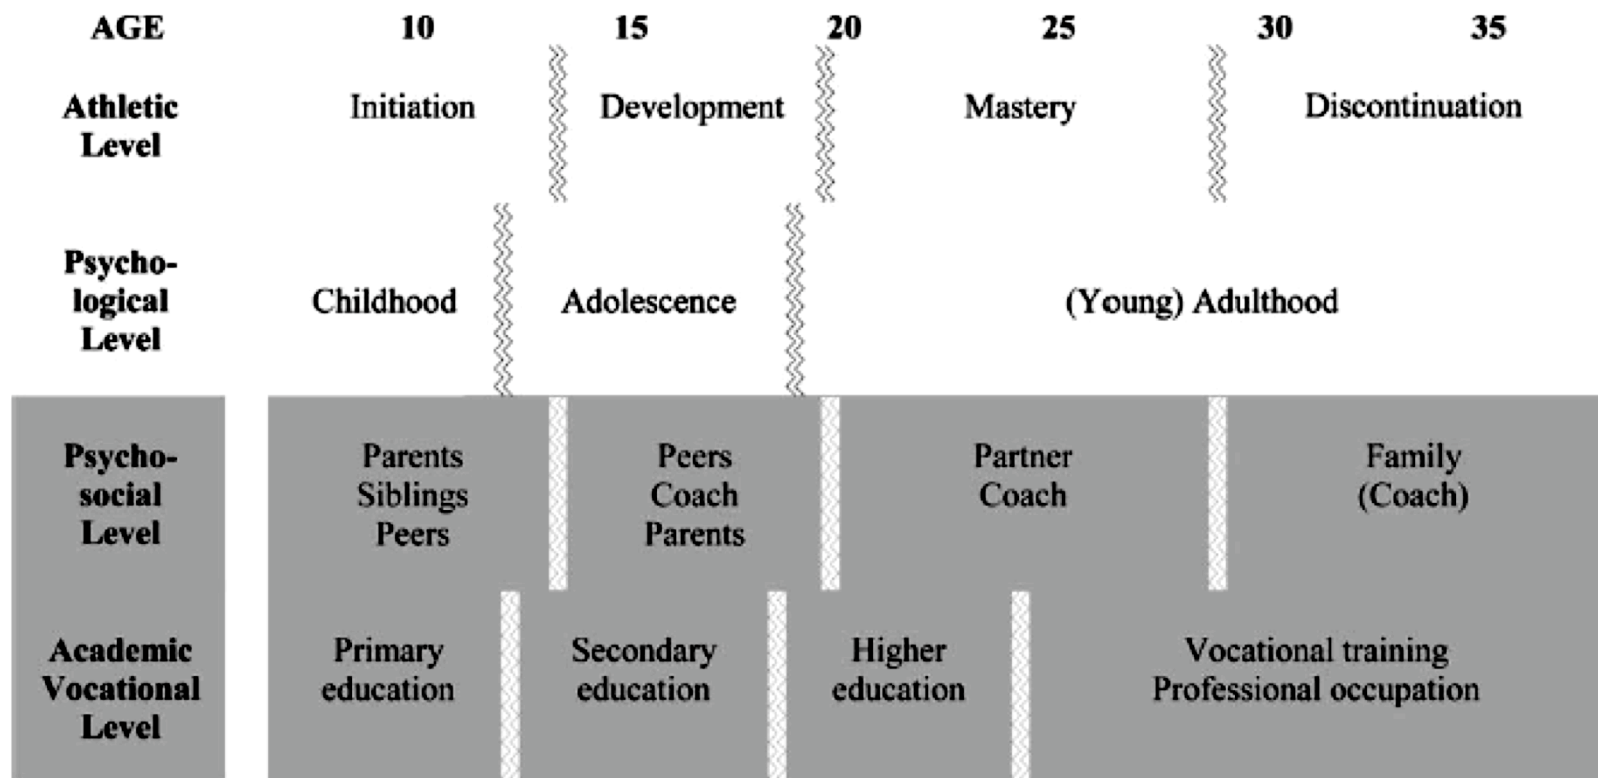 AGE 10 15 20 25 30 35
Athletic Initiation Development Mastery Discontinuation
Level
Psycho-
logical Childhood Adolescence (Young) Adulthood
Level
Psycho- Parents Peers Partner Family
social Siblings Coach Coach (Coach)
Level Peers Parents
Academic Primary Secondary Higher Vocational training
Vocational education education education Professional occupation
Level